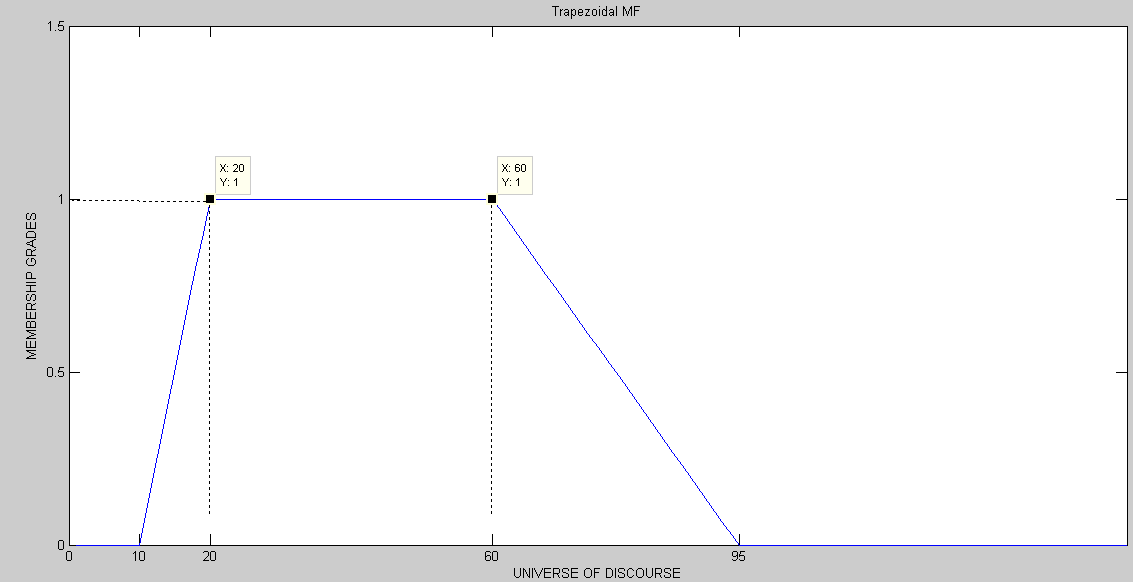 Trapezoidal MF
1.5
X: 20
Y: 1
X: 60
Y: 1
1
MEMBERSHIP GRADES
0.5
0
0 10 20 60 95
UNIVERSE OF DISCOURSE